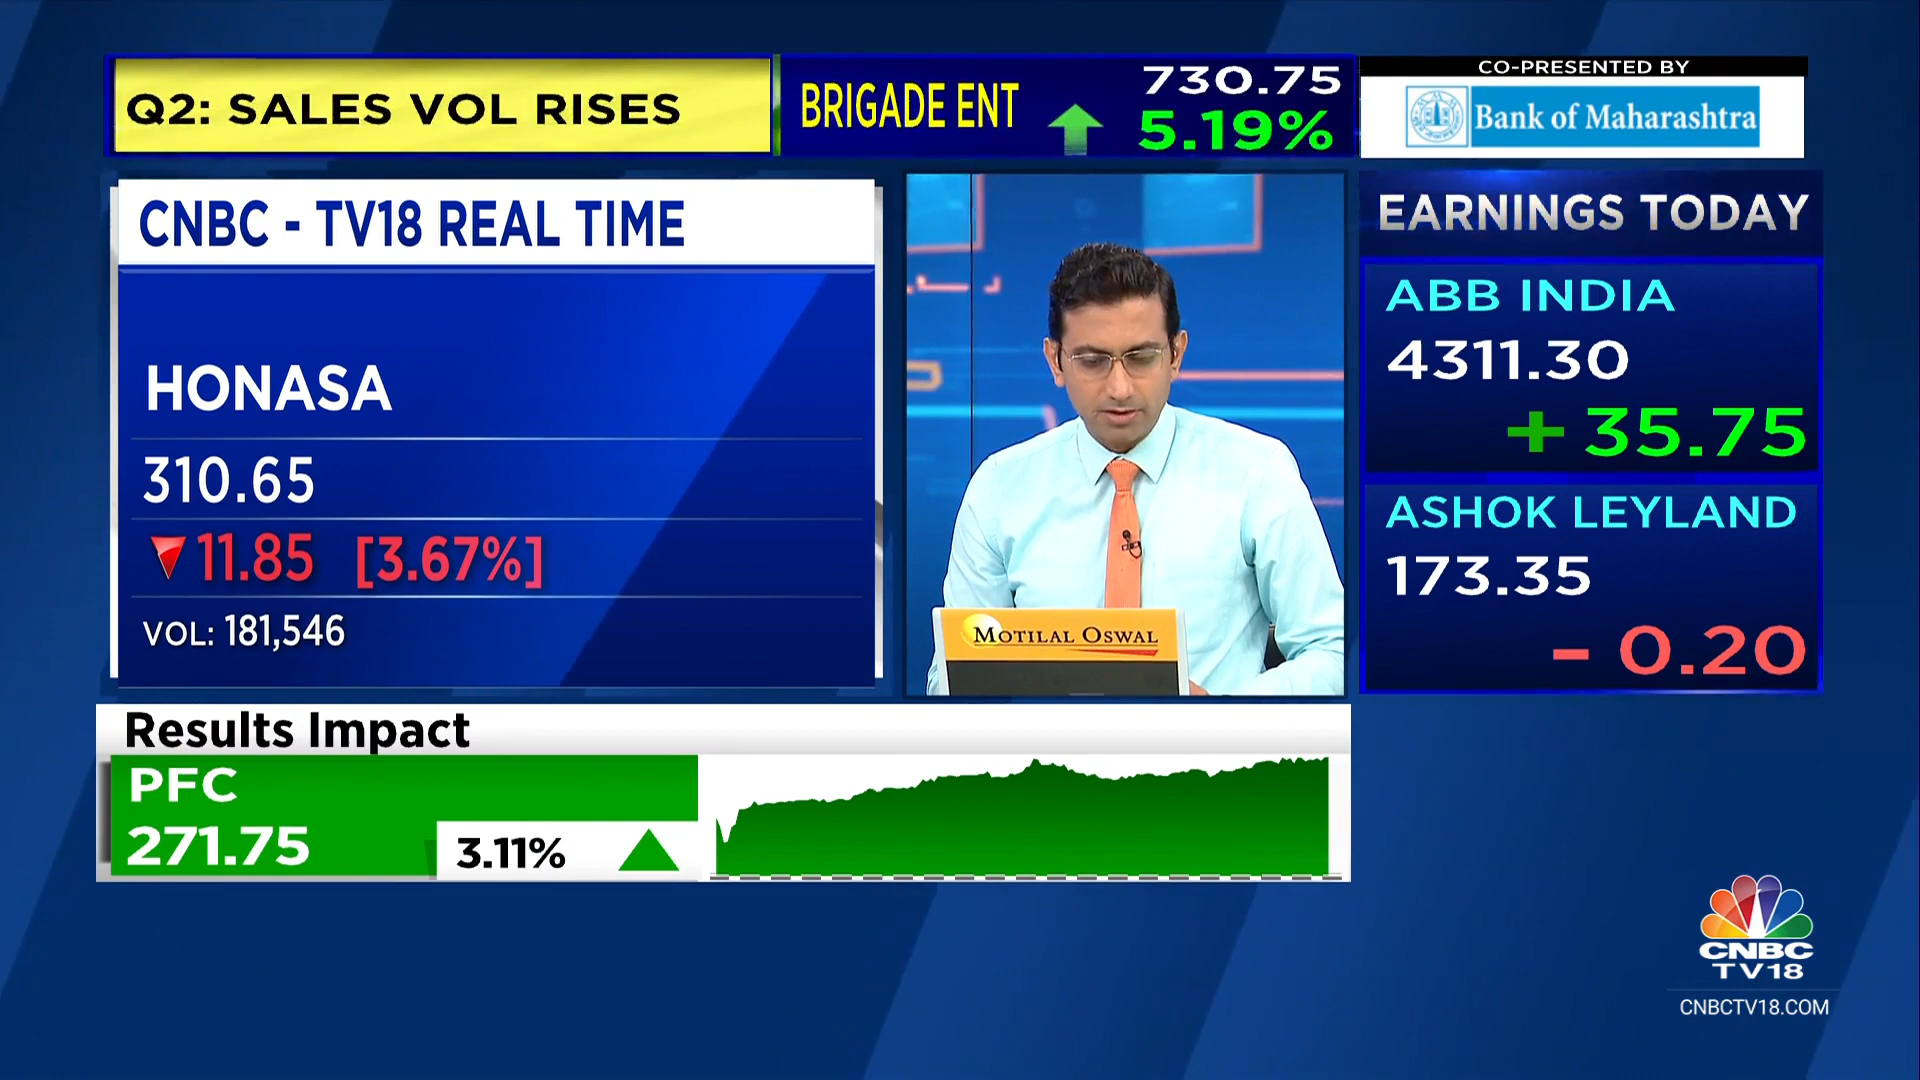 Q2: SALES VOL RISES
BRIGADE ENT
730.75
5.19%
CO-PRESENTED BY
Bank of Maharashtra
CNBC - TV18 REAL TIME
HONASA
310.65
11.85 [3.67%]
VOL: 181,546
MOTILAL OSWAL
EARNINGS TODAY
ABB INDIA
4311.30
+ 35.75
ASHOK LEYLAND
173.35
- 0.20
Results Impact
PFC
271.75
3.11%
CNBC
TV18
CNBCTV18.COM